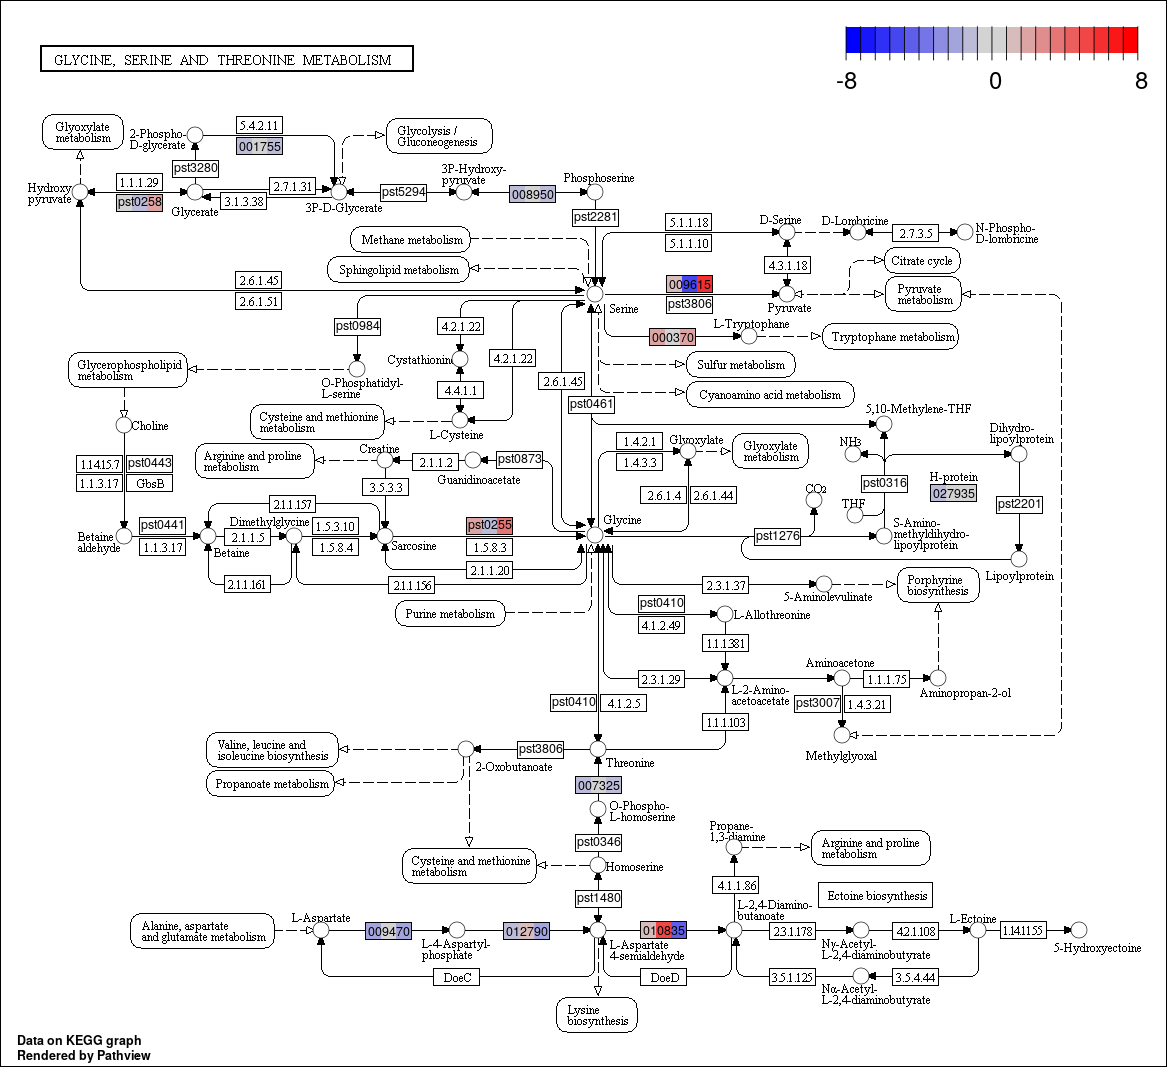 GLYCINE, SERINE AND THREONINE METABOLISM
-8
0
8
Glyoxylate
metabolism
2-Phospho-
D-glycerate
5.4.2.11
001755
Glycolysis /
Gluconeogenesis
pst3280
Hydroxy
pyruvate
1.1.1.29
pst0258
Glycerate
2.7.1.31
3.1.3.38
3P-D-Glycerate
pst5294
3P-Hydroxy-
pyruvate
008950
Phosphoserine
pst2281
Methane metabolism
Sphingolipid metabolism
5.1.1.18
5.1.1.10
D-Serine
D-Lombricine
2.7.3.5
N-Phospho-
D-lombricine
4.3.1.18
Citrate cycle
2.6.1.45
2.6.1.51
009615
pst3806
Serine
Pyruvate
Pyruvate
metabolism
pst0984
4.2.1.22
000370
L-Tryptophane
Tryptophane metabolism
Glycerophospholipid
metabolism
Cystathionine
4.2.1.22
Sulfur metabolism
O-Phosphatidyl-
L-serine
4.4.1.1
2.6.1.45
Cyanoamino acid metabolism
pst0461
Choline
Cysteine and methionine
metabolism
L-Cysteine
5,10-Methylene-THF
1.14.15.7
pst0443
1.1.3.17
GbsB
Arginine and proline
metabolism
Creatine
2.1.1.2
Guanidinoacetate
pst0873
1.4.2.1
1.4.3.3
Glyoxylate
Glyoxylate
metabolism
NH3
Dihydro-
lipoylprotein
3.5.3.3
2.6.1.4
2.6.1.44
CO2
THF
pst0316
H-protein
027935
pst2201
2.1.1.157
Betaine
aldehyde
pst0441
1.1.3.17
2.1.1.5
Betaine
Dimethylglycine
1.5.3.10
1.5.8.4
Sarcosine
pst0255
1.5.8.3
Glycine
pst1276
S-Amino-
methyldihydro-
lipoylprotein
2.1.1.20
2.1.1.161
2.1.1.156
Lipoylprotein
2.3.1.37
5-Aminolevulinate
Porphyrine
biosynthesis
Purine metabolism
pst0410
4.1.2.49
L-Allothreonine
1.1.1.381
2.3.1.29
L-2-Amino-
acetoacetate
Aminoacetone
1.1.1.75
Aminopropan-2-ol
pst0410
4.1.2.5
1.1.1.103
pst3007
1.4.3.21
Methylglyoxal
Valine, leucine and
isoleucine biosynthesis
Propanoate metabolism
2-Oxobutanoate
pst3806
Threonine
007325
O-Phospho-
L-homoserine
pst0346
Cysteine and methionine
metabolism
Homoserine
pst1480
Propane-
1,3-diamine
Arginine and proline
metabolism
4.1.1.86
Ectoine biosynthesis
Alanine, aspartate
and glutamate metabolism
L-Aspartate
009470
L-4-Aspartyl-
phosphate
012790
L-Aspartate
4-semialdehyde
010835
L-2,4-Diamino-
butanoate
2.3.1.178
Nγ-Acetyl-
L-2,4-diaminobutyrate
4.2.1.108
L-Ectoine
1.14.11.55
5-Hydroxyectoine
DoeC
DoeD
3.5.1.125
Nα-Acetyl-
L-2,4-diaminobutyrate
3.5.4.44
Lysine
biosynthesis
Data on KEGG graph
Rendered by Pathview